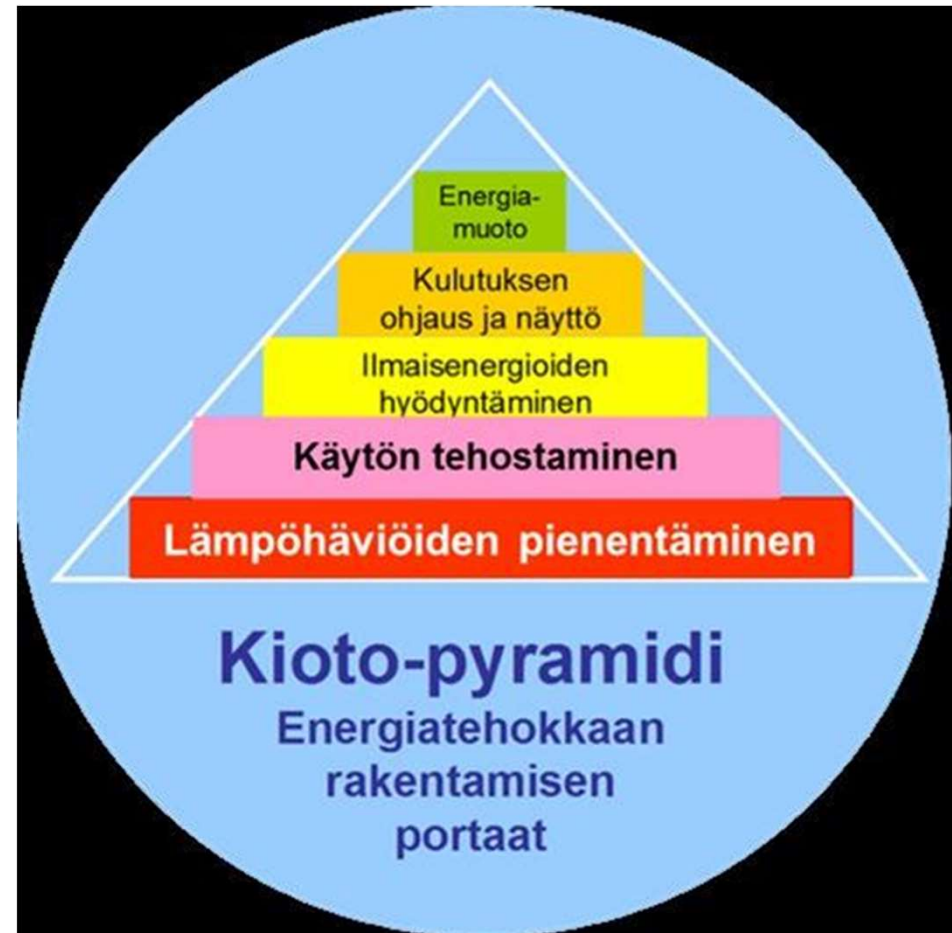 Energia-
muoto
Kulutuksen
ohjaus ja näyttö
Ilmaisenergioiden
hyödyntäminen
Käytön tehostaminen
Lämpöhäviöiden pienentäminen
Kioto-pyramidi
Energiatehokkaan
rakentamisen
portaat